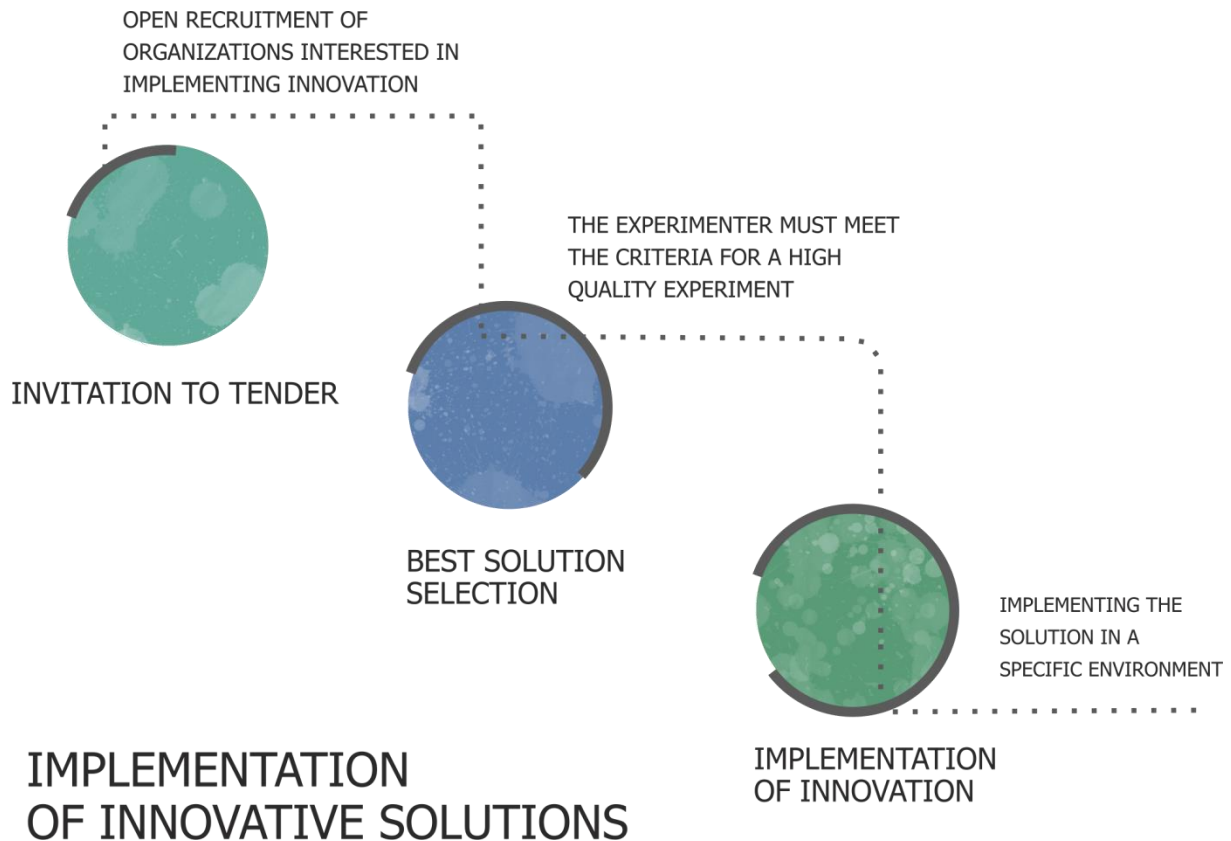 OPEN RECRUITMENT OF
ORGANIZATIONS INTERESTED IN
IMPLEMENTING INNOVATION
INVITATION TO TENDER
THE EXPERIMENTER MUST MEET
THE CRITERIA FOR A HIGH
QUALITY EXPERIMENT
BEST SOLUTION
SELECTION
IMPLEMENTING THE
SOLUTION IN A
SPECIFIC ENVIRONMENT
IMPLEMENTATION
OF INNOVATION
IMPLEMENTATION
OF INNOVATIVE SOLUTIONS